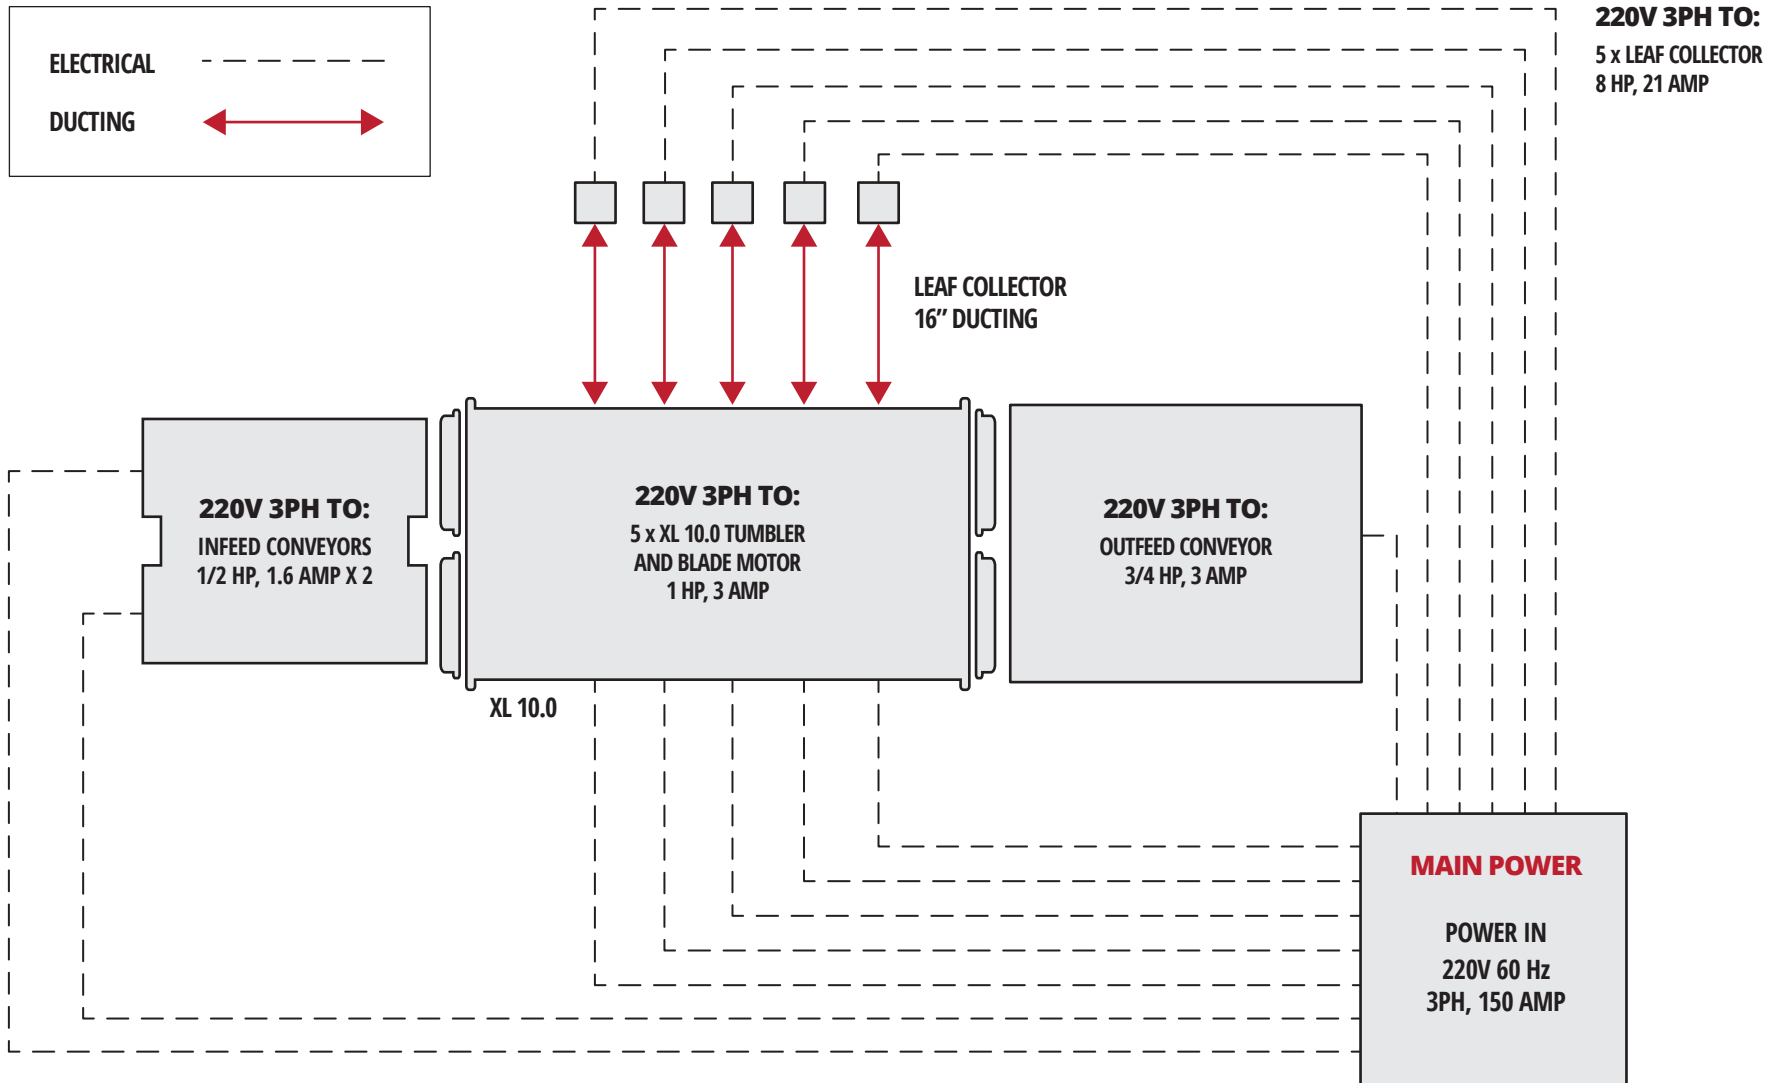 ELECTRICAL
DUCTING
220V 3PH TO:
5 x LEAF COLLECTOR
8 HP, 21 AMP
LEAF COLLECTOR
16” DUCTING
220V 3PH TO:
INFEED CONVEYORS
1/2 HP, 1.6 AMP X 2
220V 3PH TO:
5 x XL 10.0 TUMBLER
AND BLADE MOTOR
1 HP, 3 AMP
220V 3PH TO:
OUTFEED CONVEYOR
3/4 HP, 3 AMP
XL 10.0
MAIN POWER
POWER IN
220V 60 Hz
3PH, 150 AMP